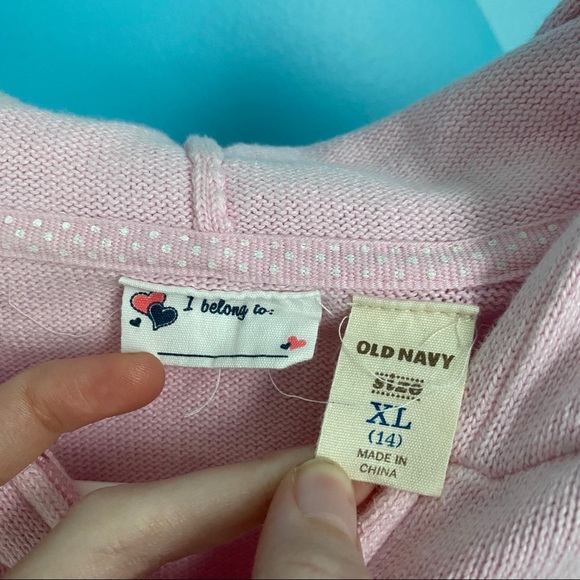 I belong to:
OLD NAVY
size
XL
(14)
MADE IN
CHINA